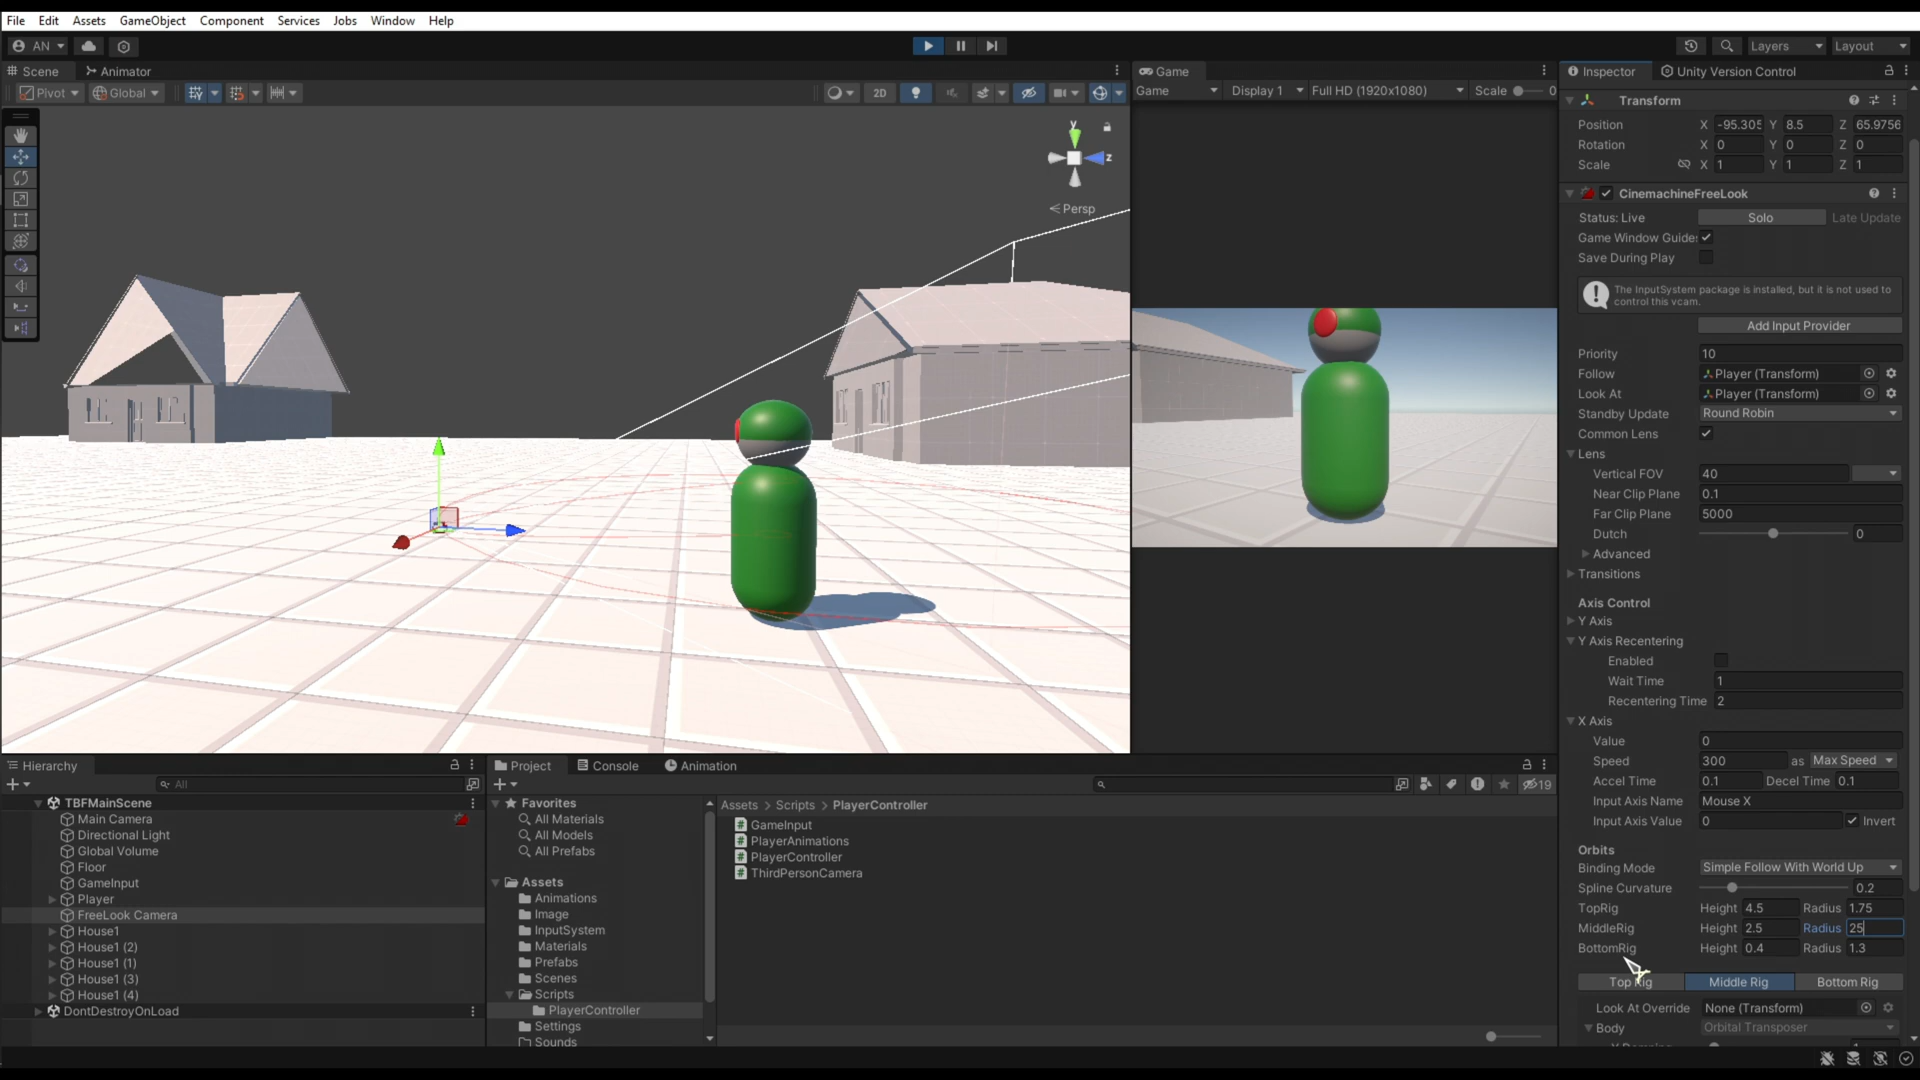 File Edit Assets GameObject Component Services Jobs Window Help
AN
Layers Layout
Scene Animator
Game
Inspector Unity Version Control
Pivot Global 2D
Game Display 1 Full HD (1920x1080) Scale 0
y
z
Persp
Transform
Position X -95.305 Y 8.5 Z 65.9756
Rotation X 0 Y 0 Z 0
Scale X 1 Y 1 Z 1
CinemachineFreeLook
Status: Live Solo Late Update
Game Window Guide:
Save During Play
The InputSystem package is installed, but it is not used to
control this vcam.
Add Input Provider
Priority 10
Follow Player (Transform)
Look At Player (Transform)
Standby Update Round Robin
Common Lens
Lens
Vertical FOV 40
Near Clip Plane 0.1
Far Clip Plane 5000
Dutch 0
Advanced
Transitions
Axis Control
Y Axis
Y Axis Recentering
Enabled
Wait Time 1
Recentering Time 2
X Axis
Value 0
Speed 300 as Max Speed
Accel Time 0.1 Decel Time 0.1
Input Axis Name Mouse X
Input Axis Value 0 Invert
Orbits
Binding Mode Simple Follow With World Up
Spline Curvature 0.2
TopRig Height 4.5 Radius 1.75
MiddleRig Height 2.5 Radius 25
BottomRig Height 0.4 Radius 1.3
Top Rig Middle Rig Bottom Rig
Look At Override None (Transform)
Body Orbital Transposer
Hierarchy
All
TBFMainScene
Main Camera
Directional Light
Global Volume
Floor
GameInput
Player
FreeLook Camera
House1
House1 (2)
House1 (1)
House1 (3)
House1 (4)
DontDestroyOnLoad
Project Console Animation
19
Favorites
All Materials
All Models
All Prefabs
Assets
Animations
Image
InputSystem
Materials
Prefabs
Scenes
Scripts
PlayerController
Settings
Sounds
Assets > Scripts > PlayerController
GameInput
PlayerAnimations
PlayerController
ThirdPersonCamera